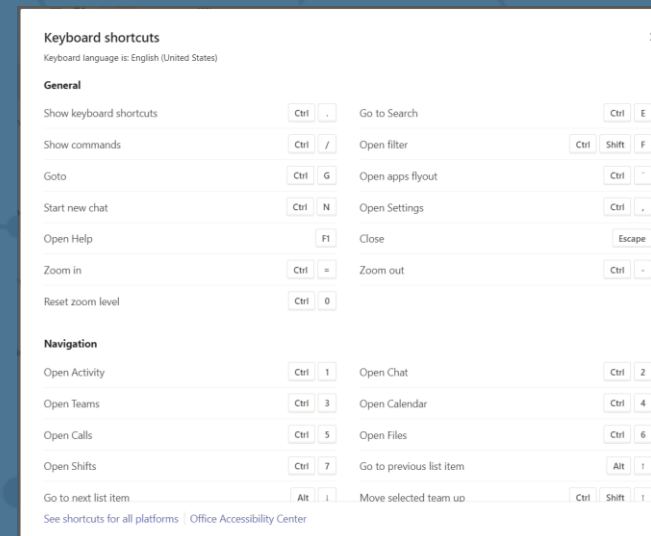 Keyboard shortcuts
Keyboard language is: English (United States)
General
Show keyboard shortcuts Ctrl . Go to Search Ctrl E
Show commands Ctrl / Open filter Ctrl Shift F
Goto Ctrl G Open apps flyout Ctrl `
Start new chat Ctrl N Open Settings Ctrl ,
Open Help F1 Close Escape
Zoom in Ctrl = Zoom out Ctrl -
Reset zoom level Ctrl 0
Navigation
Open Activity Ctrl 1 Open Chat Ctrl 2
Open Teams Ctrl 3 Open Calendar Ctrl 4
Open Calls Ctrl 5 Open Files Ctrl 6
Open Shifts Ctrl 7 Go to previous list item Alt ↑
Go to next list item Alt ↓ Move selected team up Ctrl Shift ↑
See shortcuts for all platforms | Office Accessibility Center